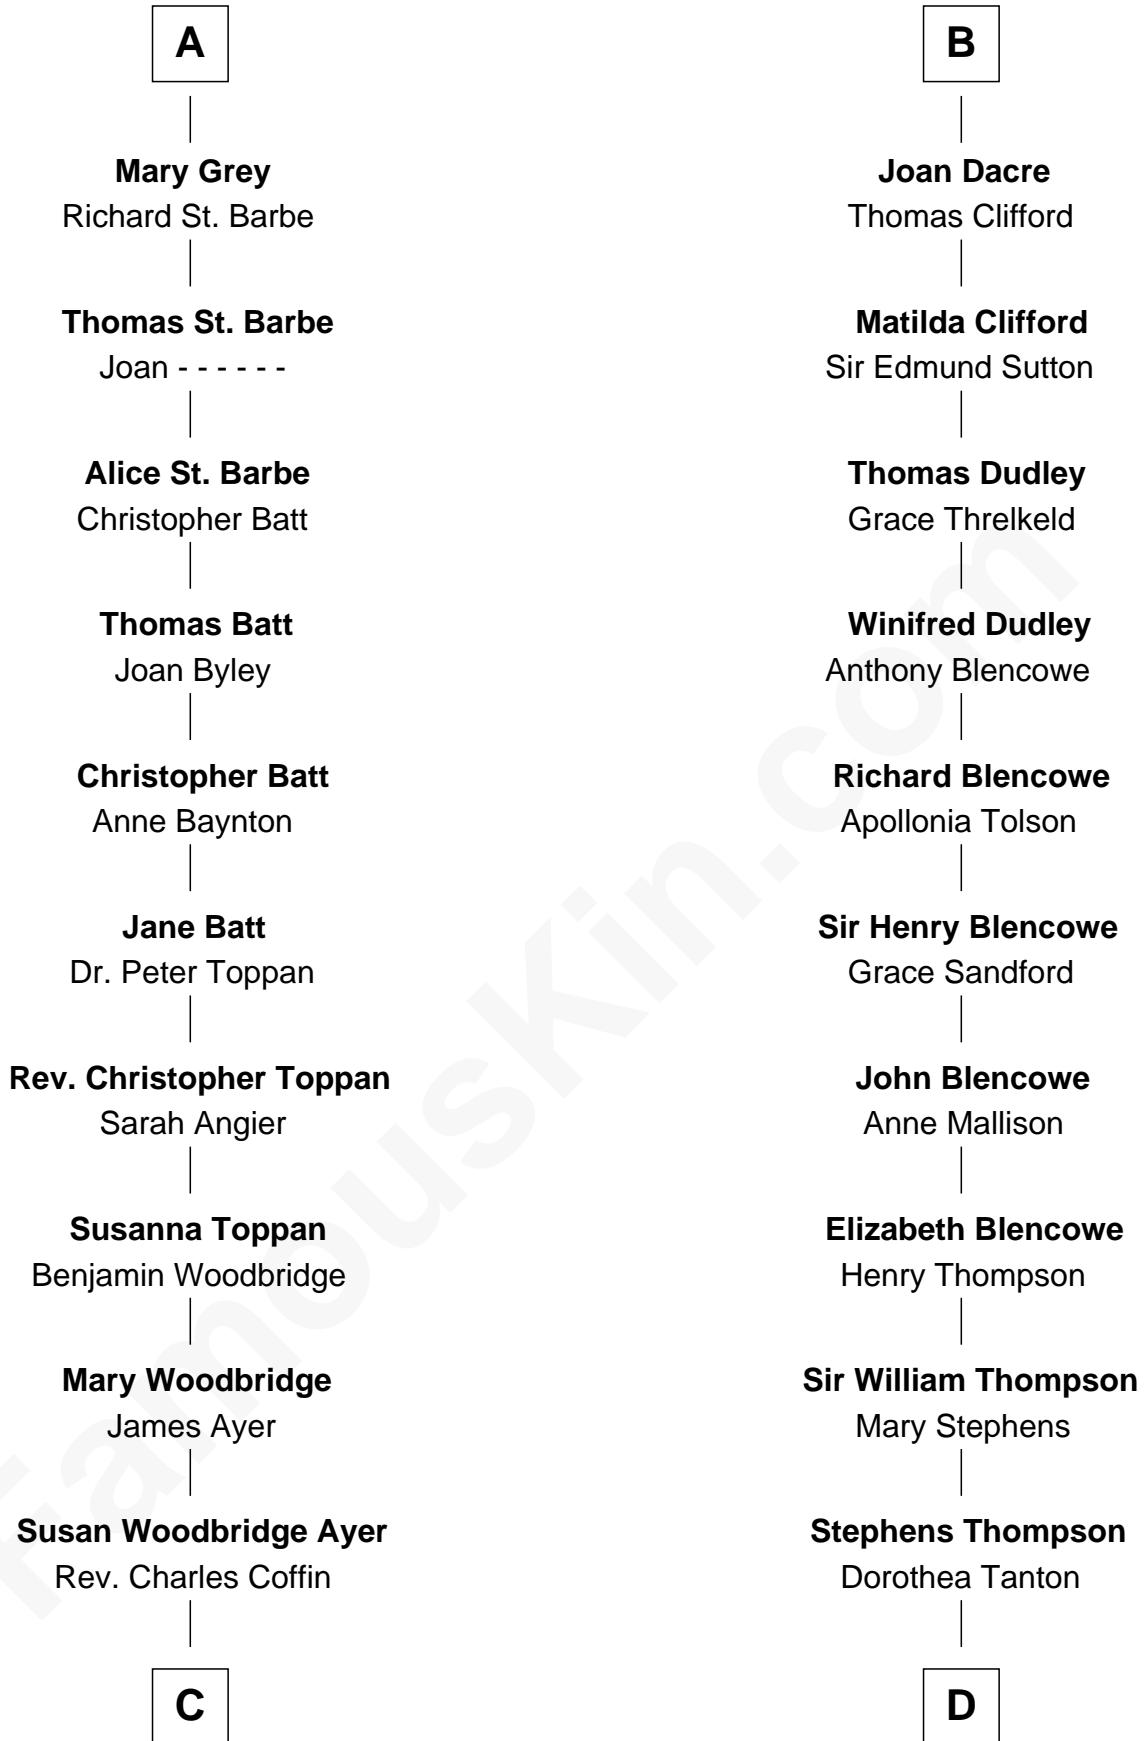 A
Mary Grey
Richard St. Barbe
Thomas St. Barbe
Joan - - - - - -
Alice St. Barbe
Christopher Batt
Thomas Batt
Joan Byley
Christopher Batt
Anne Baynton
Jane Batt
Dr. Peter Toppan
Rev. Christopher Toppan
Sarah Angier
Susanna Toppan
Benjamin Woodbridge
Mary Woodbridge
James Ayer
Susan Woodbridge Ayer
Rev. Charles Coffin
C
B
Joan Dacre
Thomas Clifford
Matilda Clifford
Sir Edmund Sutton
Thomas Dudley
Grace Threlkeld
Winifred Dudley
Anthony Blencowe
Richard Blencowe
Apollonia Tolson
Sir Henry Blencowe
Grace Sandford
John Blencowe
Anne Mallison
Elizabeth Blencowe
Henry Thompson
Sir William Thompson
Mary Stephens
Stephens Thompson
Dorothea Tanton
D
FamousKin.com